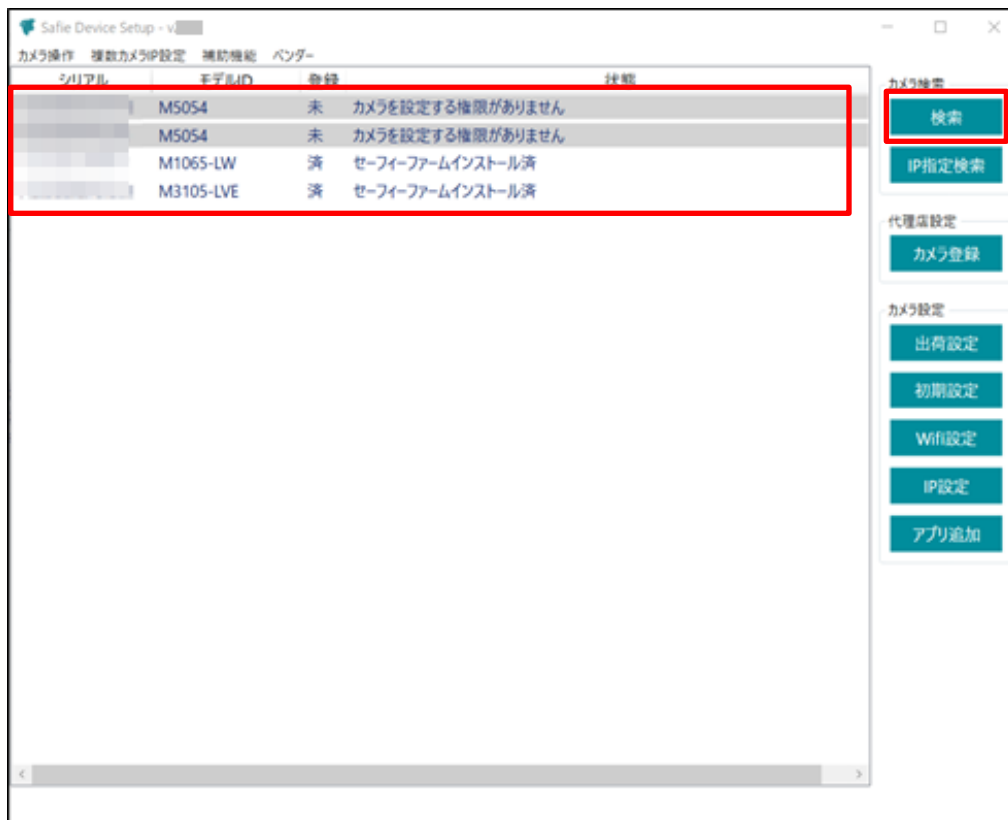 Safie Device Setup - v.
カメラ操作 複数カメラIP設定 補助機能 ベンダー
シリアル モデルID 登録 状態
M5054 未 カメラを設定する権限がありません
M5054 未 カメラを設定する権限がありません
M1065-LW 済 セーフィーファームインストール済
M3105-LVE 済 セーフィーファームインストール済
カメラ検索
検索
IP指定検索
代理店設定
カメラ登録
カメラ設定
出荷設定
初期設定
Wifi設定
IP設定
アプリ追加